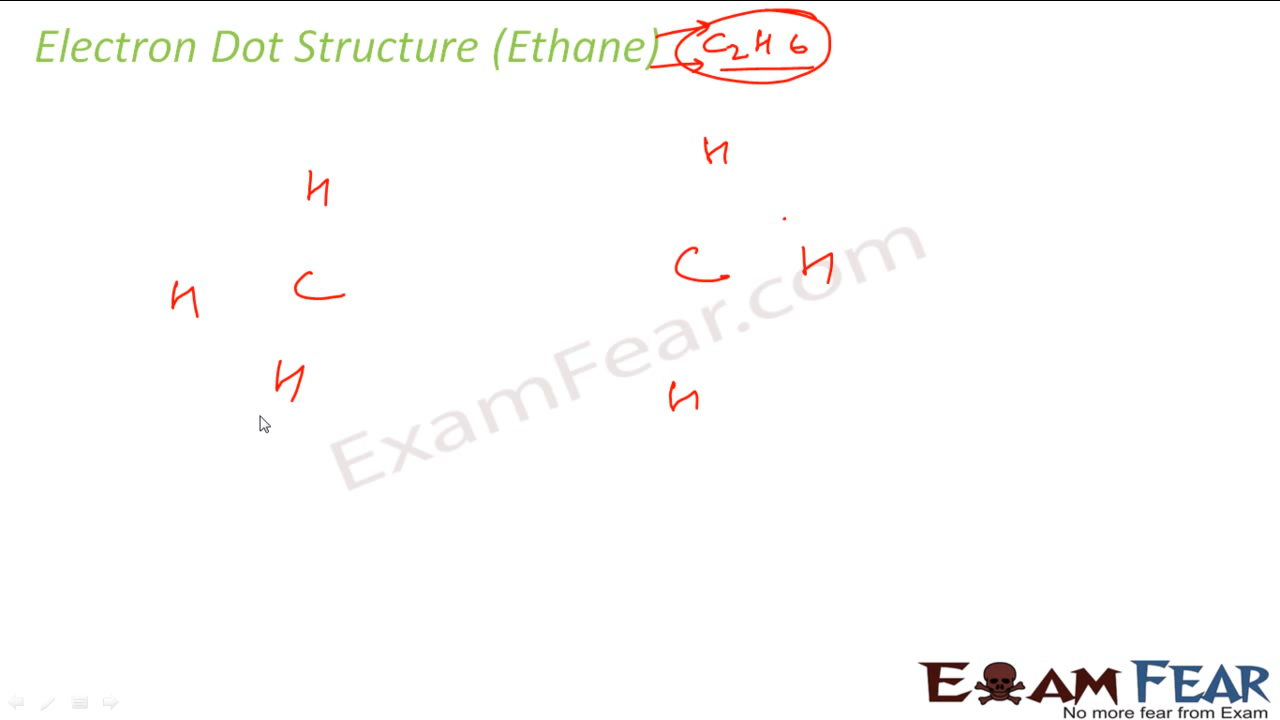 Electron Dot Structure (Ethane) C2H6
H
H
C
H
C
H
H
H
ExamFear.com
EXAM FEAR
No more fear from Exam